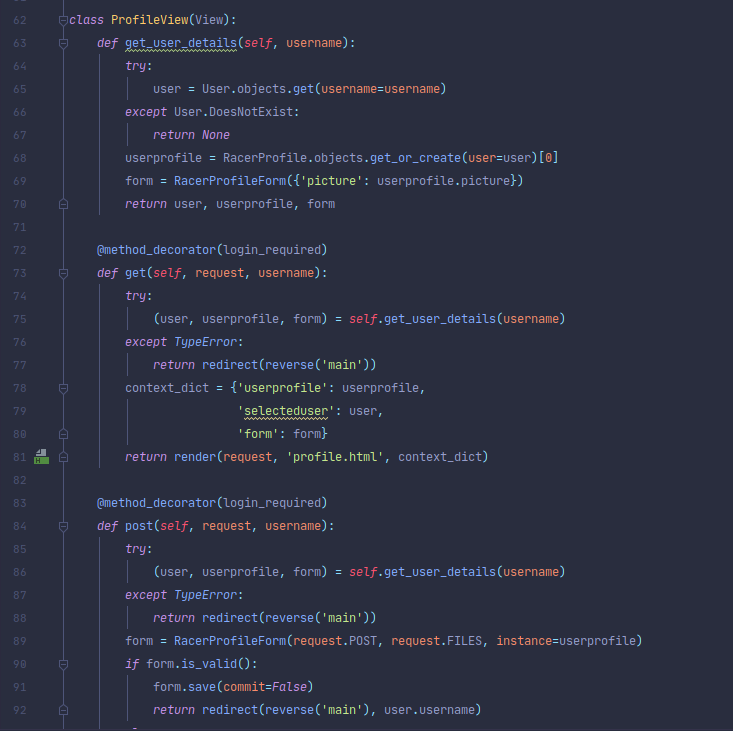 62 class ProfileView(View):
63     def get_user_details(self, username):
64         try:
65             user = User.objects.get(username=username)
66         except User.DoesNotExist:
67             return None
68         userprofile = RacerProfile.objects.get_or_create(user=user)[0]
69         form = RacerProfileForm({'picture': userprofile.picture})
70         return user, userprofile, form
71
72     @method_decorator(login_required)
73     def get(self, request, username):
74         try:
75             (user, userprofile, form) = self.get_user_details(username)
76         except TypeError:
77             return redirect(reverse('main'))
78         context_dict = {'userprofile': userprofile,
79                         'selecteduser': user,
80                         'form': form}
81         return render(request, 'profile.html', context_dict)
82
83     @method_decorator(login_required)
84     def post(self, request, username):
85         try:
86             (user, userprofile, form) = self.get_user_details(username)
87         except TypeError:
88             return redirect(reverse('main'))
89         form = RacerProfileForm(request.POST, request.FILES, instance=userprofile)
90         if form.is_valid():
91             form.save(commit=False)
92             return redirect(reverse('main'), user.username)